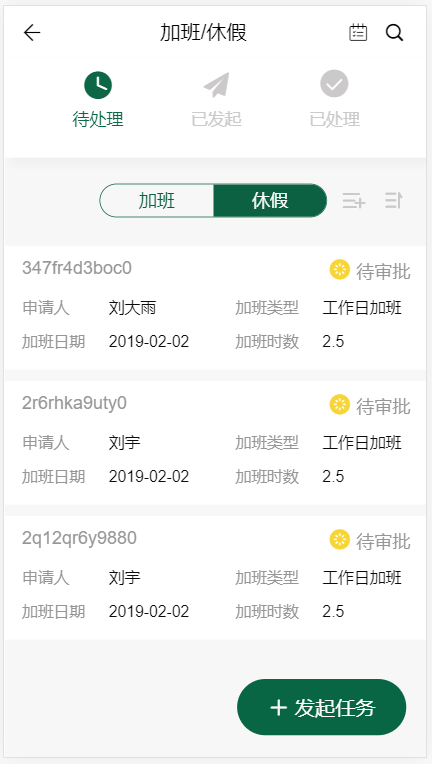 加班/休假
待处理 已发起 已处理
加班 休假
347fr4d3boc0 待审批
申请人 刘大雨 加班类型 工作日加班
加班日期 2019-02-02 加班时数 2.5
2r6rhka9uty0 待审批
申请人 刘宇 加班类型 工作日加班
加班日期 2019-02-02 加班时数 2.5
2q12qr6y9880 待审批
申请人 刘宇 加班类型 工作日加班
加班日期 2019-02-02 加班时数 2.5
+ 发起任务